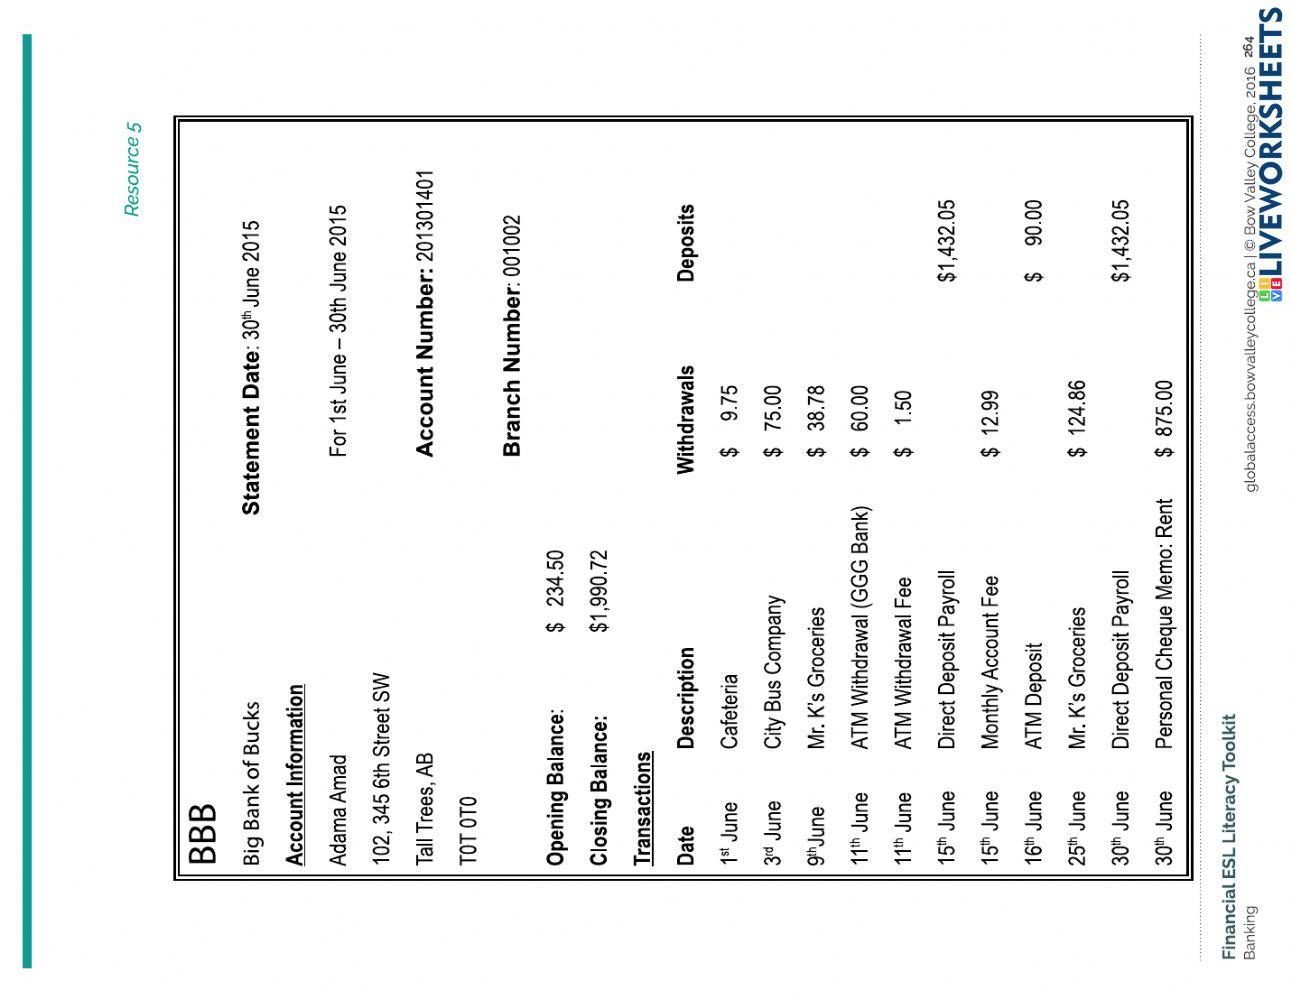 Resource 5
BBB
Big Bank of Bucks Statement Date: 30th June 2015
Account Information
Adama Amad For 1st June – 30th June 2015
102, 345 6th Street SW
Tall Trees, AB Account Number: 201301401
T0T 0T0 Branch Number: 001002
Opening Balance: $ 234.50
Closing Balance: $1,990.72
Transactions
Date Description Withdrawals Deposits
1st June Cafeteria $ 9.75
3rd June City Bus Company $ 75.00
9thJune Mr. K's Groceries $ 38.78
11th June ATM Withdrawal (GGG Bank) $ 60.00
11th June ATM Withdrawal Fee $ 1.50
15th June Direct Deposit Payroll $1,432.05
15th June Monthly Account Fee $ 12.99
16th June ATM Deposit $ 90.00
25th June Mr. K's Groceries $ 124.86
30th June Direct Deposit Payroll $1,432.05
30th June Personal Cheque Memo: Rent $ 875.00
Financial ESL Literacy Toolkit
Banking globalaccess.bowvalleycollege.ca | © Bow Valley College, 2016 264
LIVE LIVEWORKSHEETS